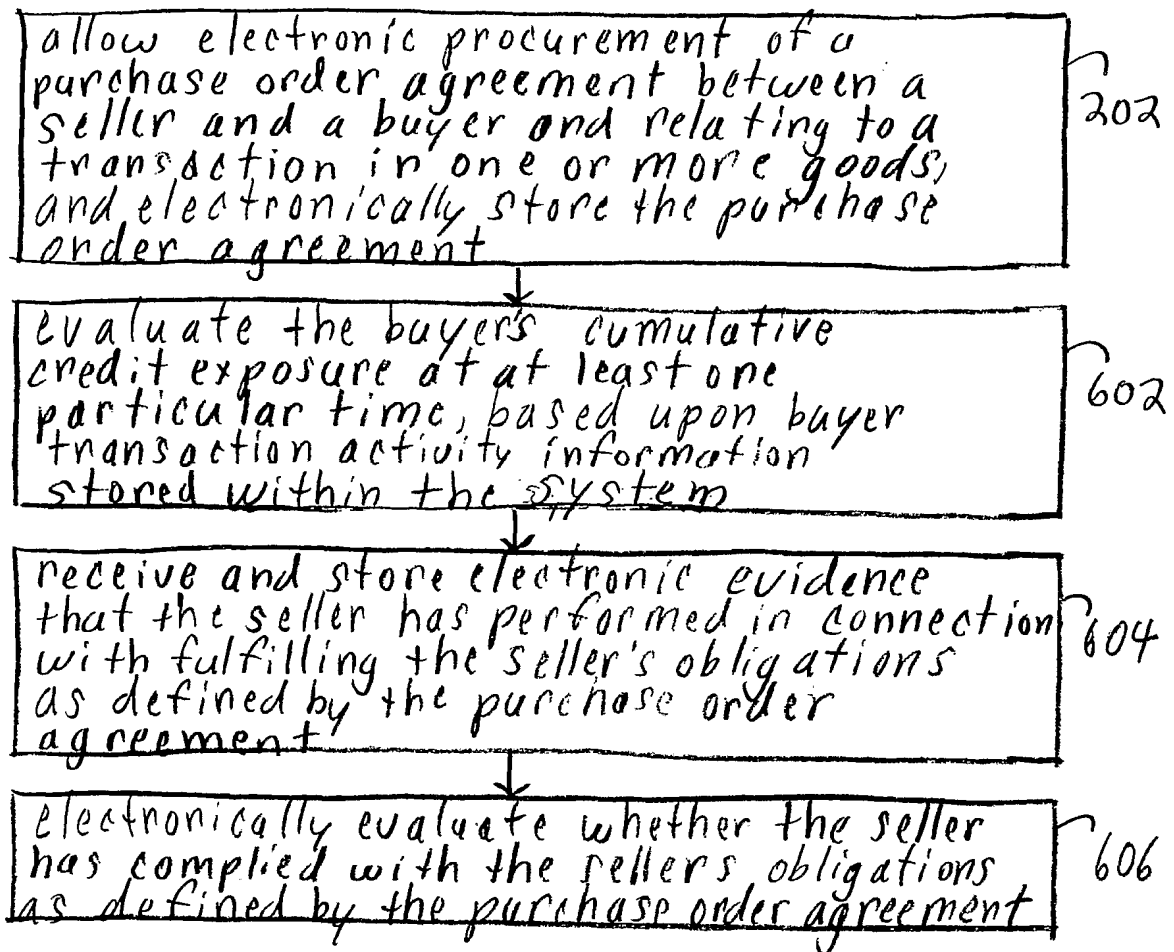 allow electronic procurement of a
purchase order agreement between a
seller and a buyer and relating to a
transaction in one or more goods,
and electronically store the purchase
order agreement
202
evaluate the buyer's cumulative
credit exposure at at least one
particular time, based upon buyer
transaction activity information
stored within the system
602
receive and store electronic evidence
that the seller has performed in connection
with fulfilling the seller's obligations
as defined by the purchase order
agreement
604
electronically evaluate whether the seller
has complied with the sellers obligations
as defined by the purchase order agreement
606